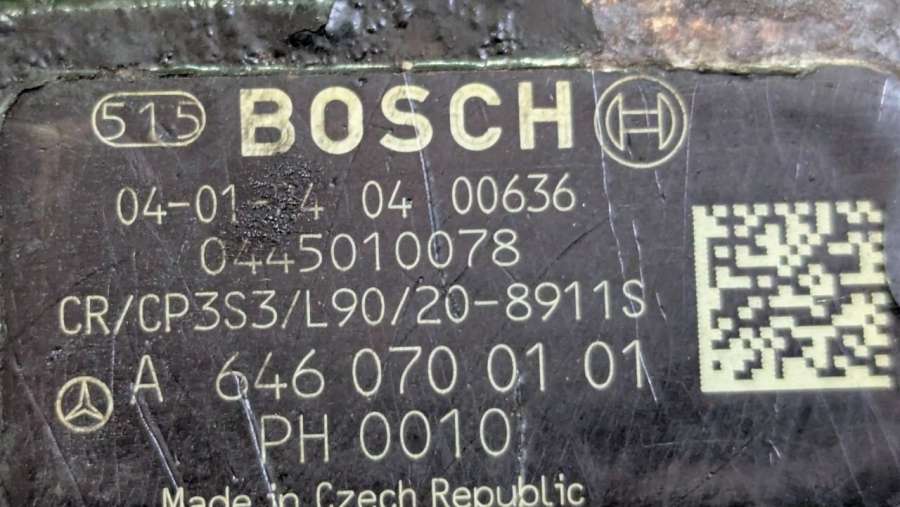 515 BOSCH
04-01- 4 04 00636
0445010078
CR/CP3S3/L90/20-8911S
A 646 070 01 01
PH 0010
Made in Czech Republic